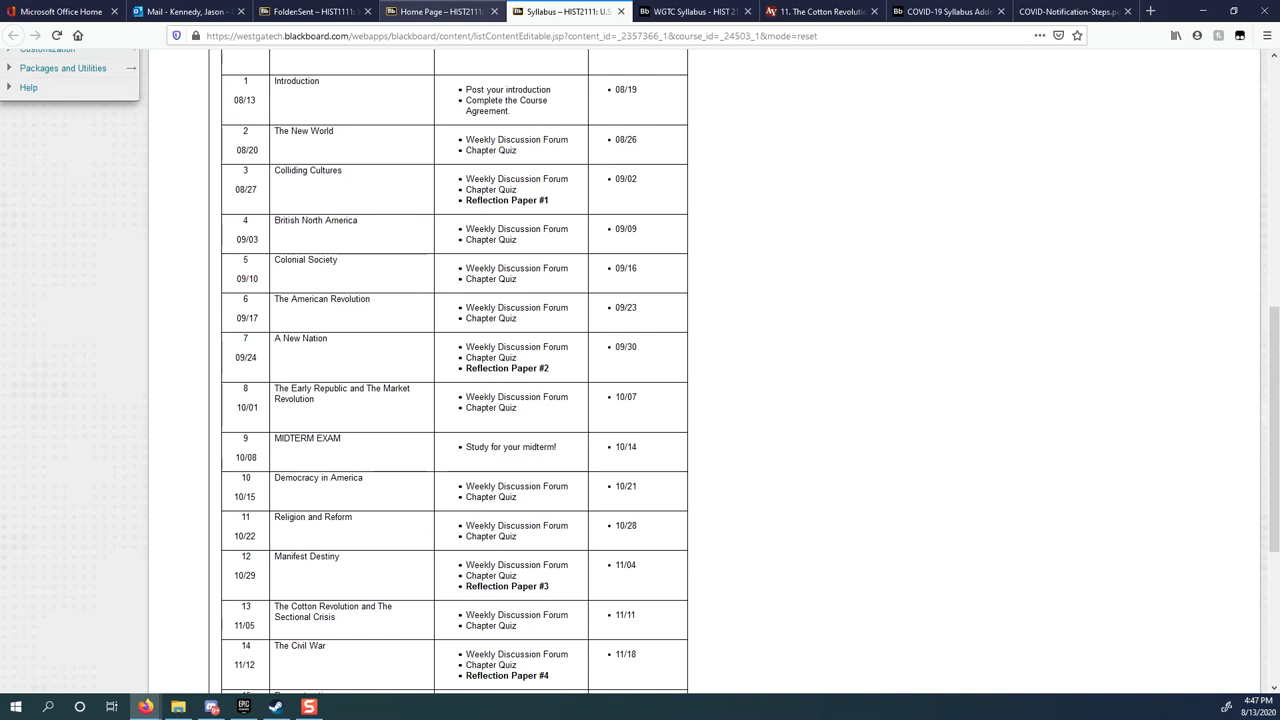 Microsoft Office Home
Mail - Kennedy, Jason - O
FolderSent – HIST1111: W
Home Page – HIST2111:
Syllabus – HIST2111: U.S.
WGTC Syllabus - HIST 21
11. The Cotton Revolutio
COVID-19 Syllabus Adde
COVID-Notification-Steps.p
https://westgatech.blackboard.com/webapps/blackboard/content/listContentEditable.jsp?content_id=_2357366_1&course_id=_24503_1&mode=reset
Customization
Packages and Utilities
Help
1
08/13
Introduction
• Post your introduction
• Complete the Course
Agreement.
• 08/19
2
08/20
The New World
• Weekly Discussion Forum
• Chapter Quiz
• 08/26
3
08/27
Colliding Cultures
• Weekly Discussion Forum
• Chapter Quiz
• Reflection Paper #1
• 09/02
4
09/03
British North America
• Weekly Discussion Forum
• Chapter Quiz
• 09/09
5
09/10
Colonial Society
• Weekly Discussion Forum
• Chapter Quiz
• 09/16
6
09/17
The American Revolution
• Weekly Discussion Forum
• Chapter Quiz
• 09/23
7
09/24
A New Nation
• Weekly Discussion Forum
• Chapter Quiz
• Reflection Paper #2
• 09/30
8
10/01
The Early Republic and The Market
Revolution
• Weekly Discussion Forum
• Chapter Quiz
• 10/07
9
10/08
MIDTERM EXAM
• Study for your midterm!
• 10/14
10
10/15
Democracy in America
• Weekly Discussion Forum
• Chapter Quiz
• 10/21
11
10/22
Religion and Reform
• Weekly Discussion Forum
• Chapter Quiz
• 10/28
12
10/29
Manifest Destiny
• Weekly Discussion Forum
• Chapter Quiz
• Reflection Paper #3
• 11/04
13
11/05
The Cotton Revolution and The
Sectional Crisis
• Weekly Discussion Forum
• Chapter Quiz
• 11/11
14
11/12
The Civil War
• Weekly Discussion Forum
• Chapter Quiz
• Reflection Paper #4
• 11/18
4:47 PM
8/13/2020